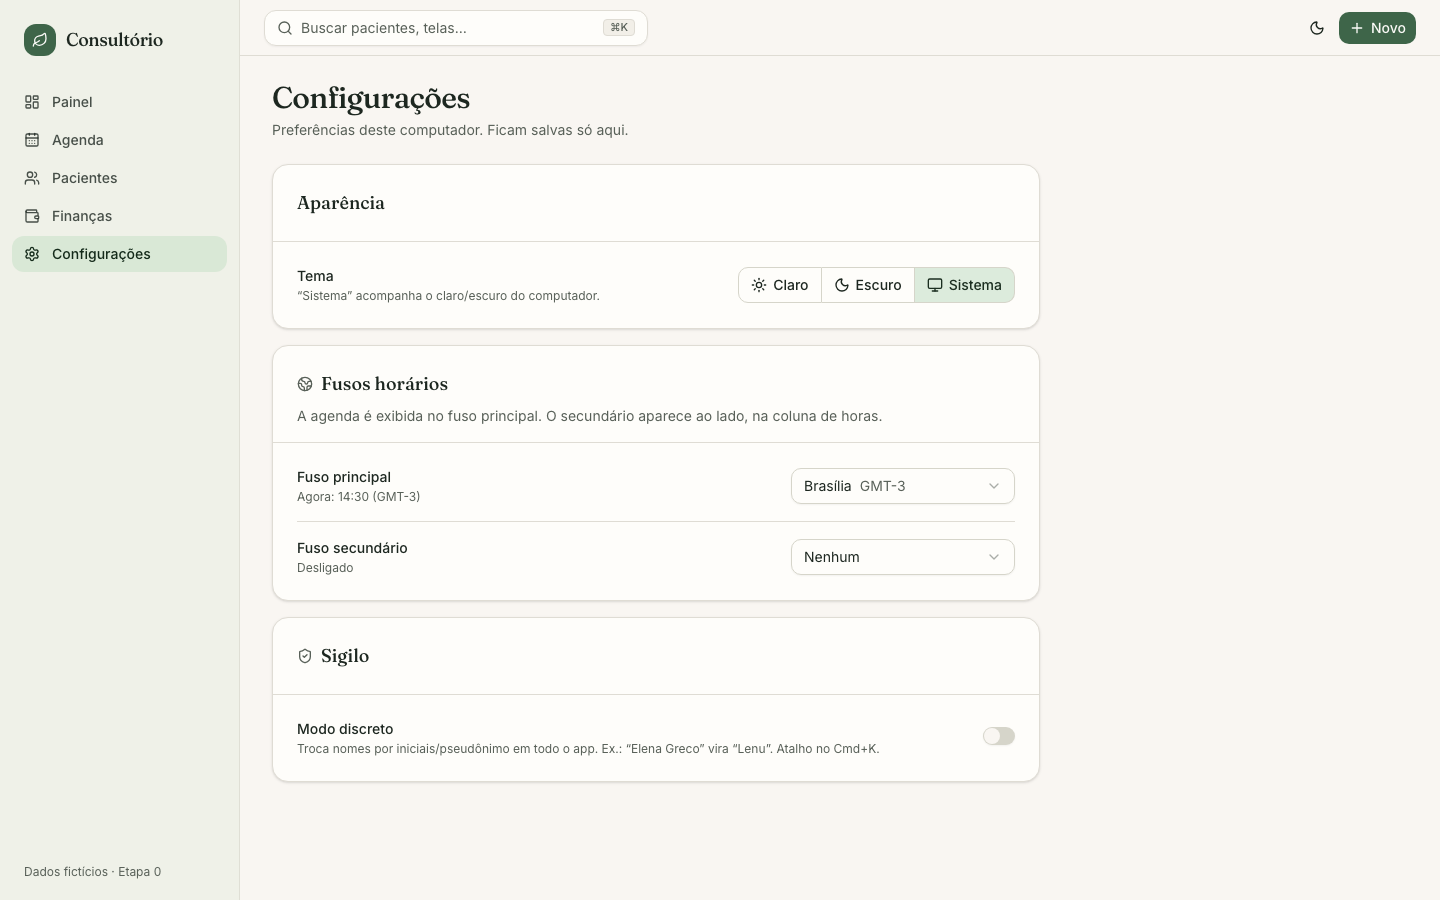 Consultório
Painel
Agenda
Pacientes
Finanças
Configurações
Dados fictícios · Etapa 0
Buscar pacientes, telas...
⌘K
Novo
Configurações
Preferências deste computador. Ficam salvas só aqui.
Aparência
Tema
“Sistema” acompanha o claro/escuro do computador.
Claro
Escuro
Sistema
Fusos horários
A agenda é exibida no fuso principal. O secundário aparece ao lado, na coluna de horas.
Fuso principal
Agora: 14:30 (GMT-3)
Brasília GMT-3
Fuso secundário
Desligado
Nenhum
Sigilo
Modo discreto
Troca nomes por iniciais/pseudônimo em todo o app. Ex.: “Elena Greco” vira “Lenu”. Atalho no Cmd+K.